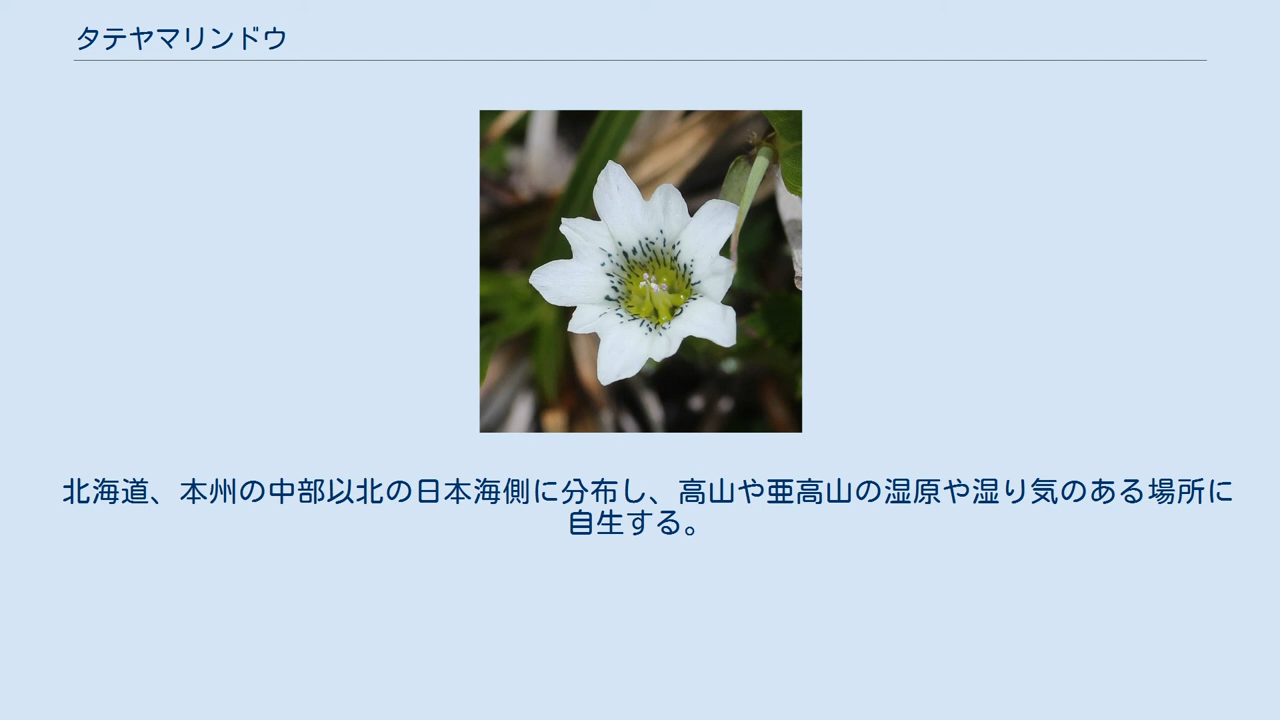 タテヤマリンドウ
北海道、本州の中部以北の日本海側に分布し、高山や亜高山の湿原や湿り気のある場所に
自生する。